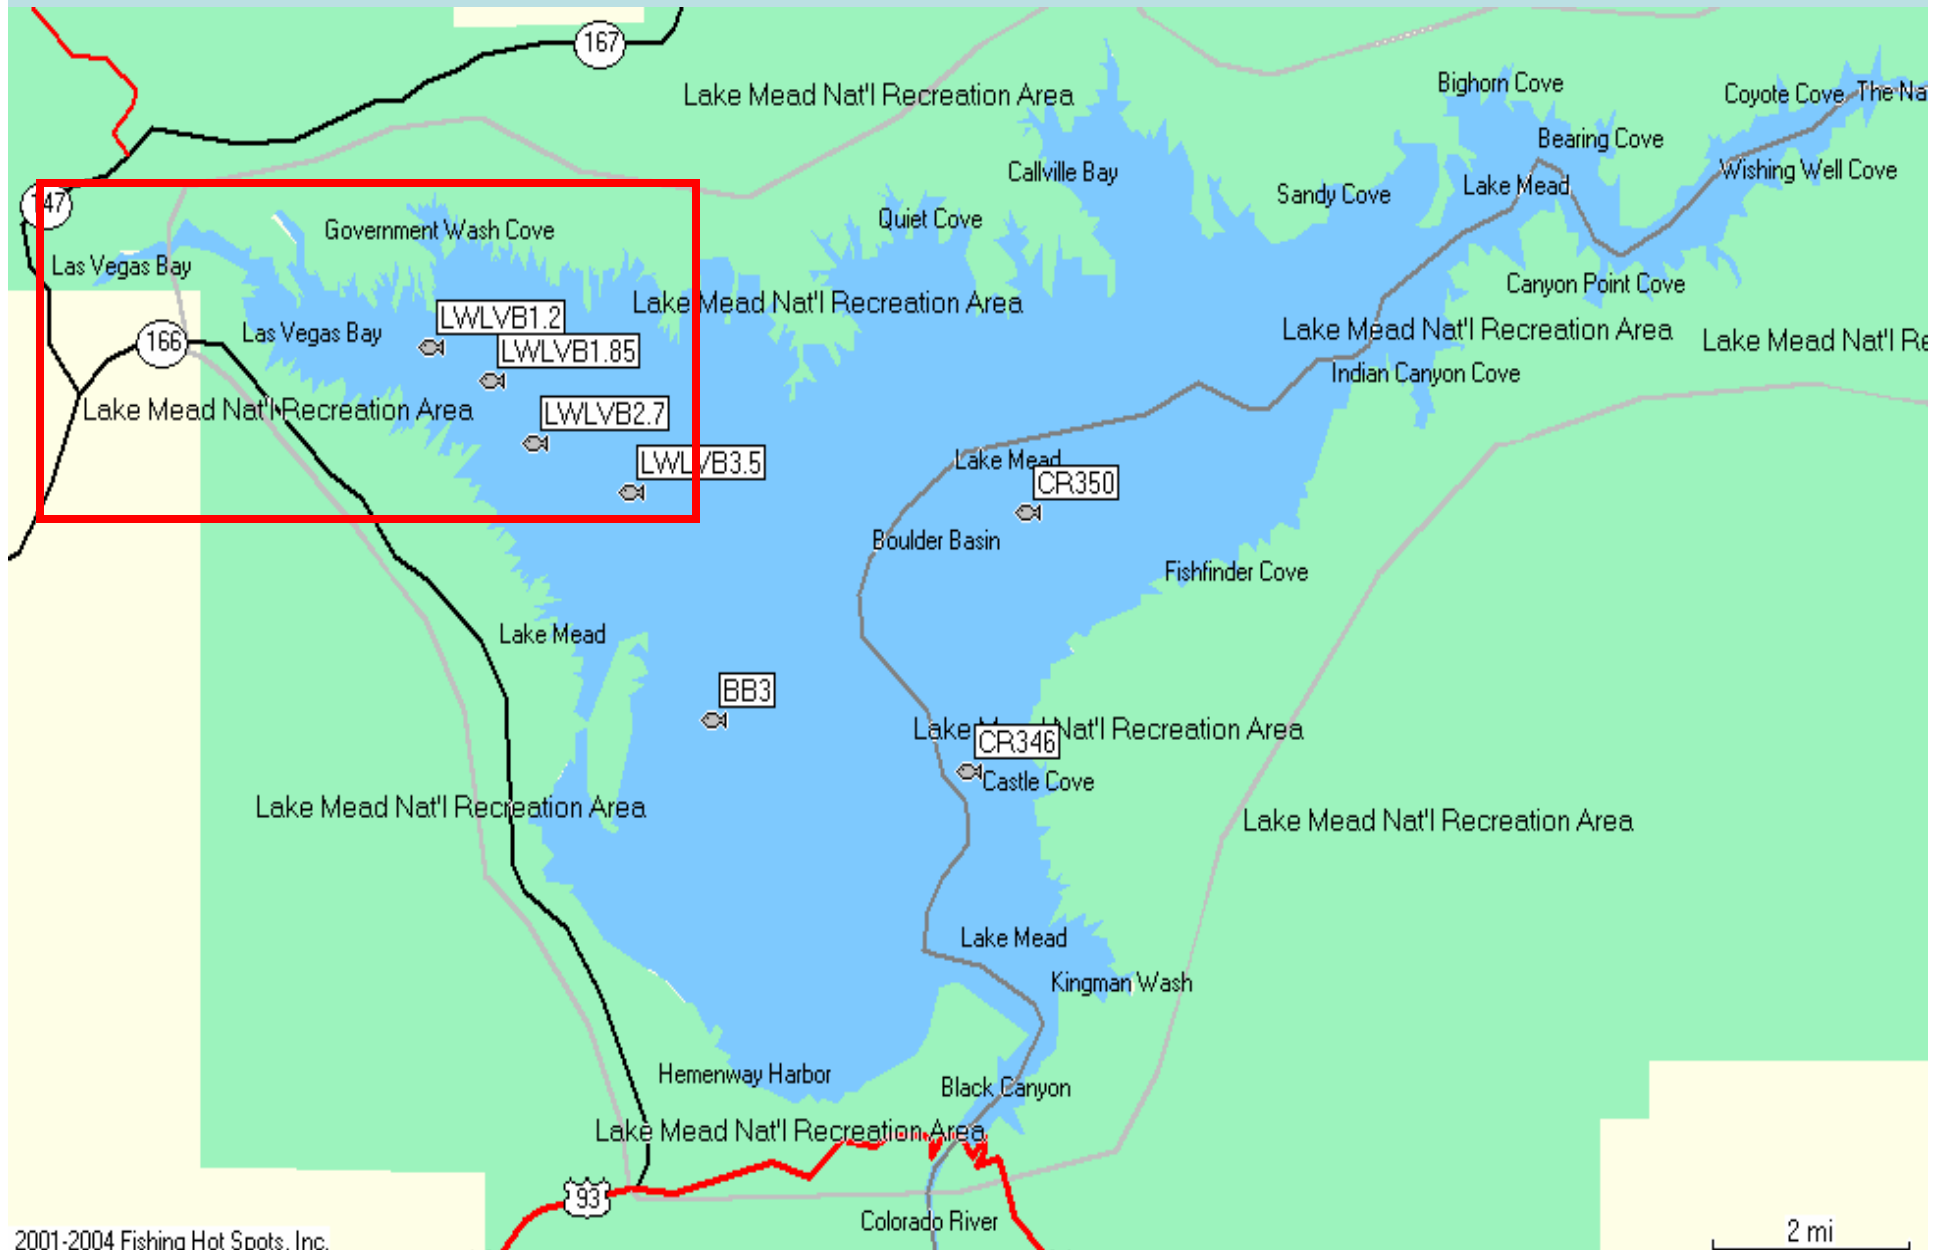 167
Lake Mead Nat'l Recreation Area
Bighorn Cove
Coyote Cove
The Na
Bearing Cove
Callville Bay
Wishing Well Cove
Lake Mead
Sandy Cove
147
Quiet Cove
Government Wash Cove
Las Vegas Bay
Canyon Point Cove
Lake Mead Nat'l Recreation Area
LWLVB1.2
Las Vegas Bay
Lake Mead Nat'l Recreation Area
Lake Mead Nat'l Re
166
LWLVB1.85
Indian Canyon Cove
Lake Mead Nat'l Recreation Area
LWLVB2.7
LWLVB3.5
Lake Mead
CR350
Boulder Basin
Fishfinder Cove
Lake Mead
BB3
Lake Mead Nat'l Recreation Area
CR346
Castle Cove
Lake Mead Nat'l Recreation Area
Lake Mead Nat'l Recreation Area
Lake Mead
Kingman Wash
Hemenway Harbor
Black Canyon
Lake Mead Nat'l Recreation Area
93
Colorado River
2001-2004 Fishing Hot Spots, Inc.
2 mi